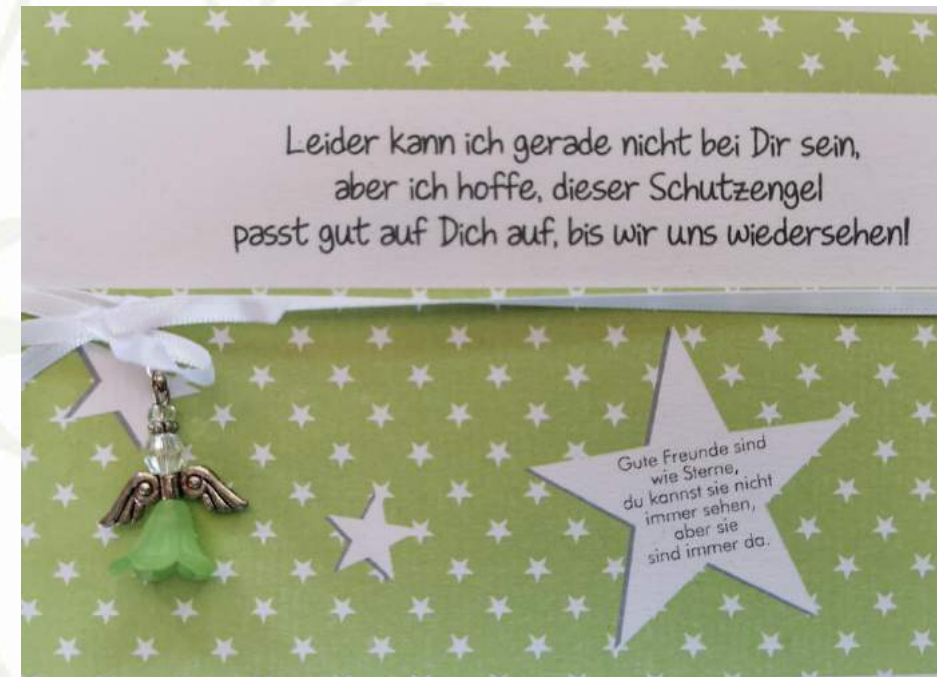 Leider kann ich gerade nicht bei Dir sein,
aber ich hoffe, dieser Schutzengel
passt gut auf Dich auf, bis wir uns wiedersehen!
Gute Freunde sind
wie Sterne,
du kannst sie nicht
immer sehen,
aber sie
sind immer da.